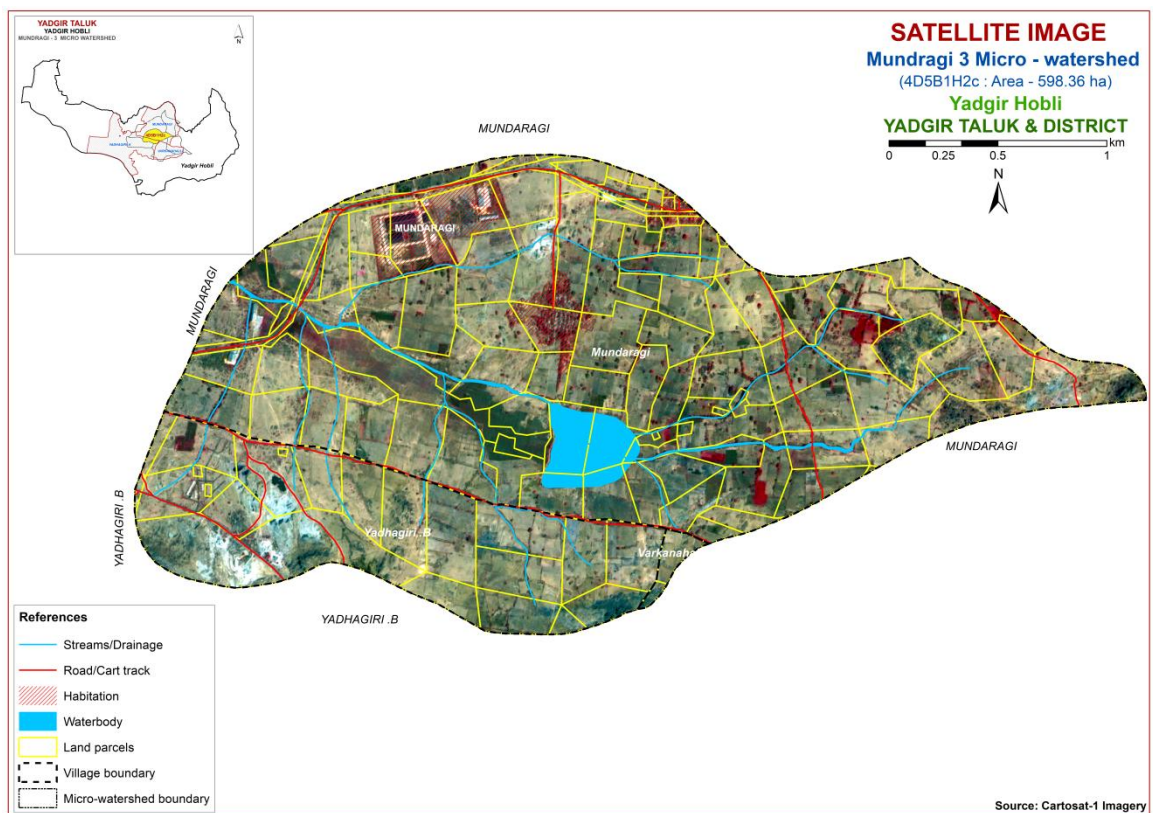 YADGIR TALUK
YADGIR HOBLI
MUNDRAGI - 3 MICRO WATERSHED
N
MUNDARAGI
Yadgir Hobli
SATELLITE IMAGE
Mundragi 3 Micro - watershed
(4D5B1H2c : Area - 598.36 ha)
Yadgir Hobli
YADGIR TALUK & DISTRICT
0 0.25 0.5 1 km
N
MUNDARAGI
MUNDARAGI
MUNDARAGI
Mundaragi
MUNDARAGI
YADHAGIRI .B
Yadhagiri .B
Varkanaha
YADHAGIRI .B
References
Streams/Drainage
Road/Cart track
Habitation
Waterbody
Land parcels
Village boundary
Micro-watershed boundary
Source: Cartosat-1 Imagery